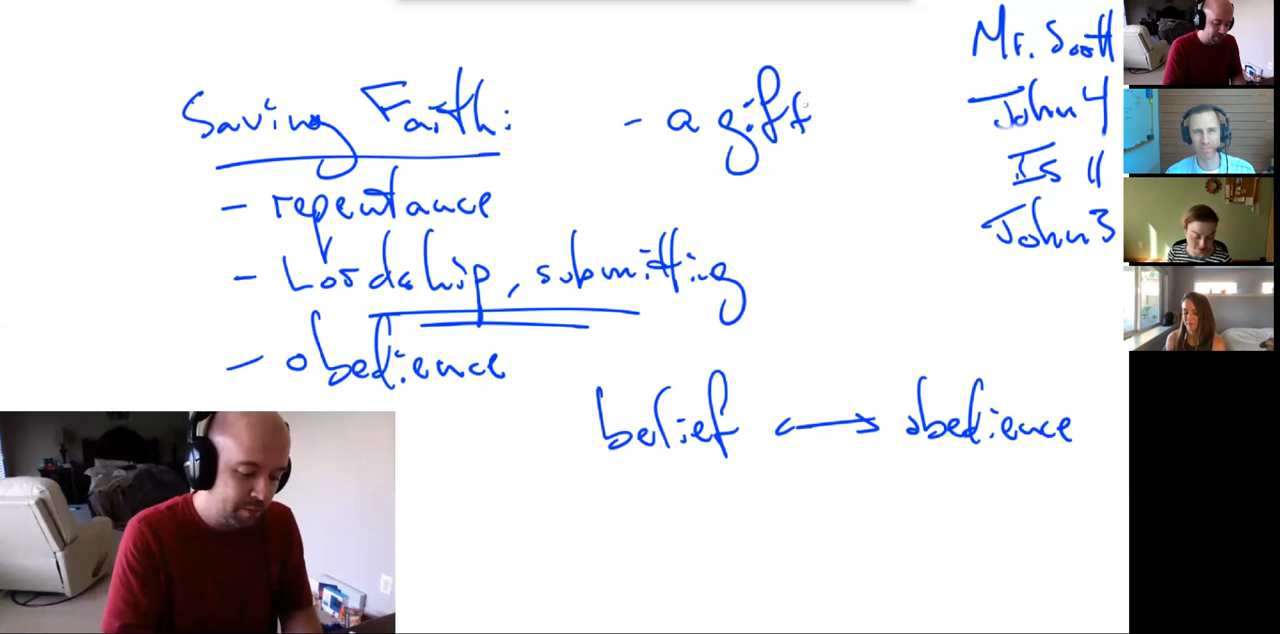 Saving Faith:
- repentance
- Lordship, submitting
- obedience
- a gift
belief ⟷ obedience
Mr. Scott
John 4
Is 11
John 3